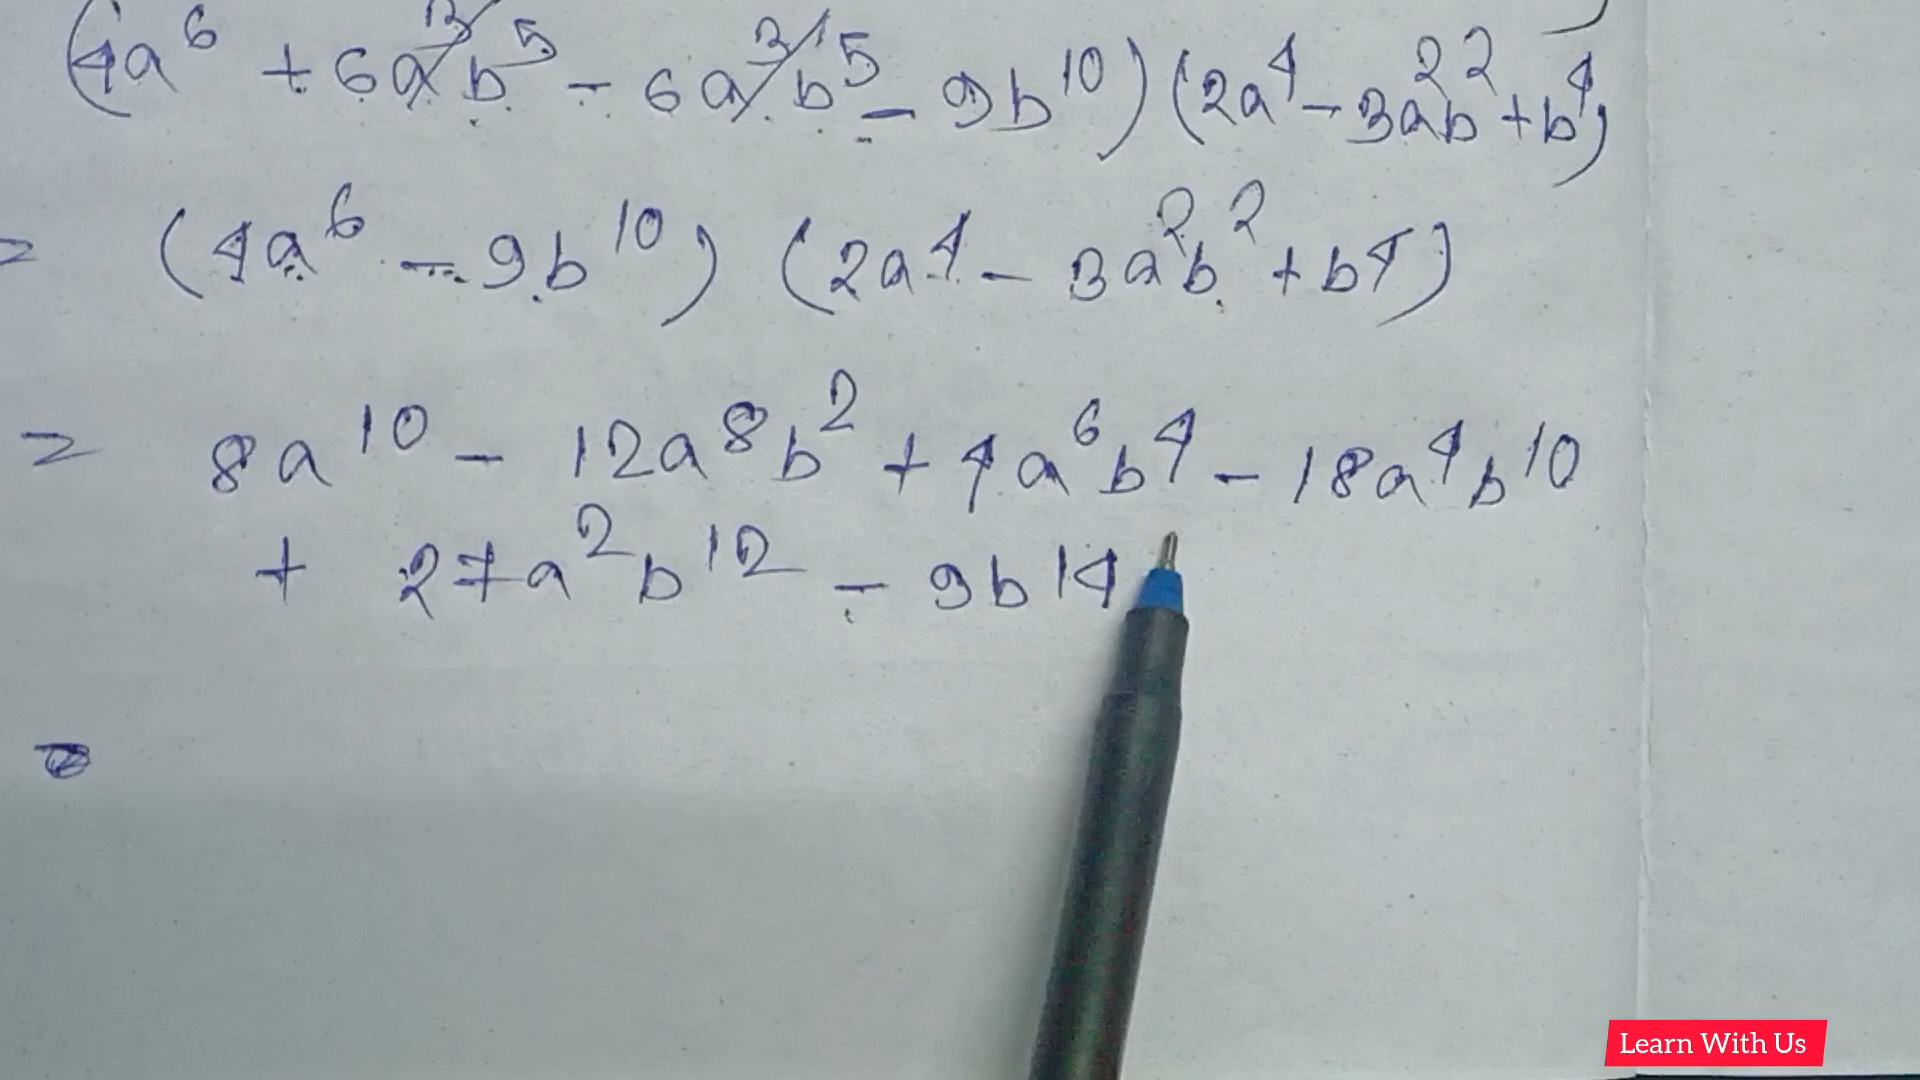 (4a⁶ + 6a³b⁵ - 6a³b⁵ - 9b¹⁰) (2a⁴ - 3a²b² + b⁴)
= (4a⁶ - 9b¹⁰) (2a⁴ - 3a²b² + b⁴)
= 8a¹⁰ - 12a⁸b² + 4a⁶b⁴ - 18a⁴b¹⁰
+ 27a²b¹² - 9b¹⁴
Learn With Us